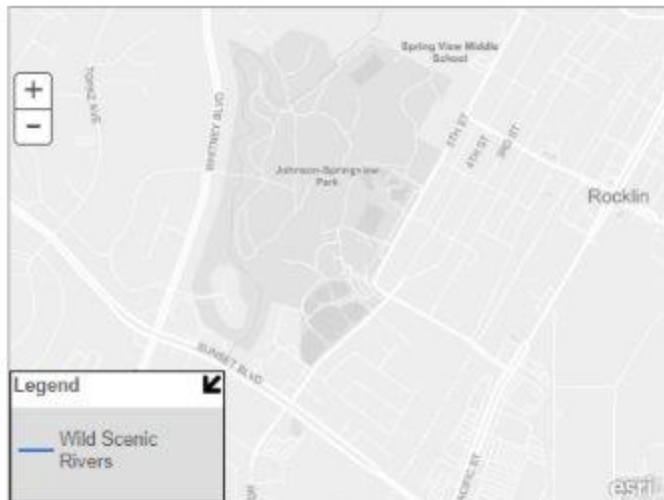 Spring View Middle
School
+
−
TOPAZ AVE
WHITNEY BLVD
5TH ST
4TH ST
3RD ST
Johnson-Springview
Park
Rocklin
SUNSET BLVD
Legend
Wild Scenic
Rivers
PACIFIC ST
esri